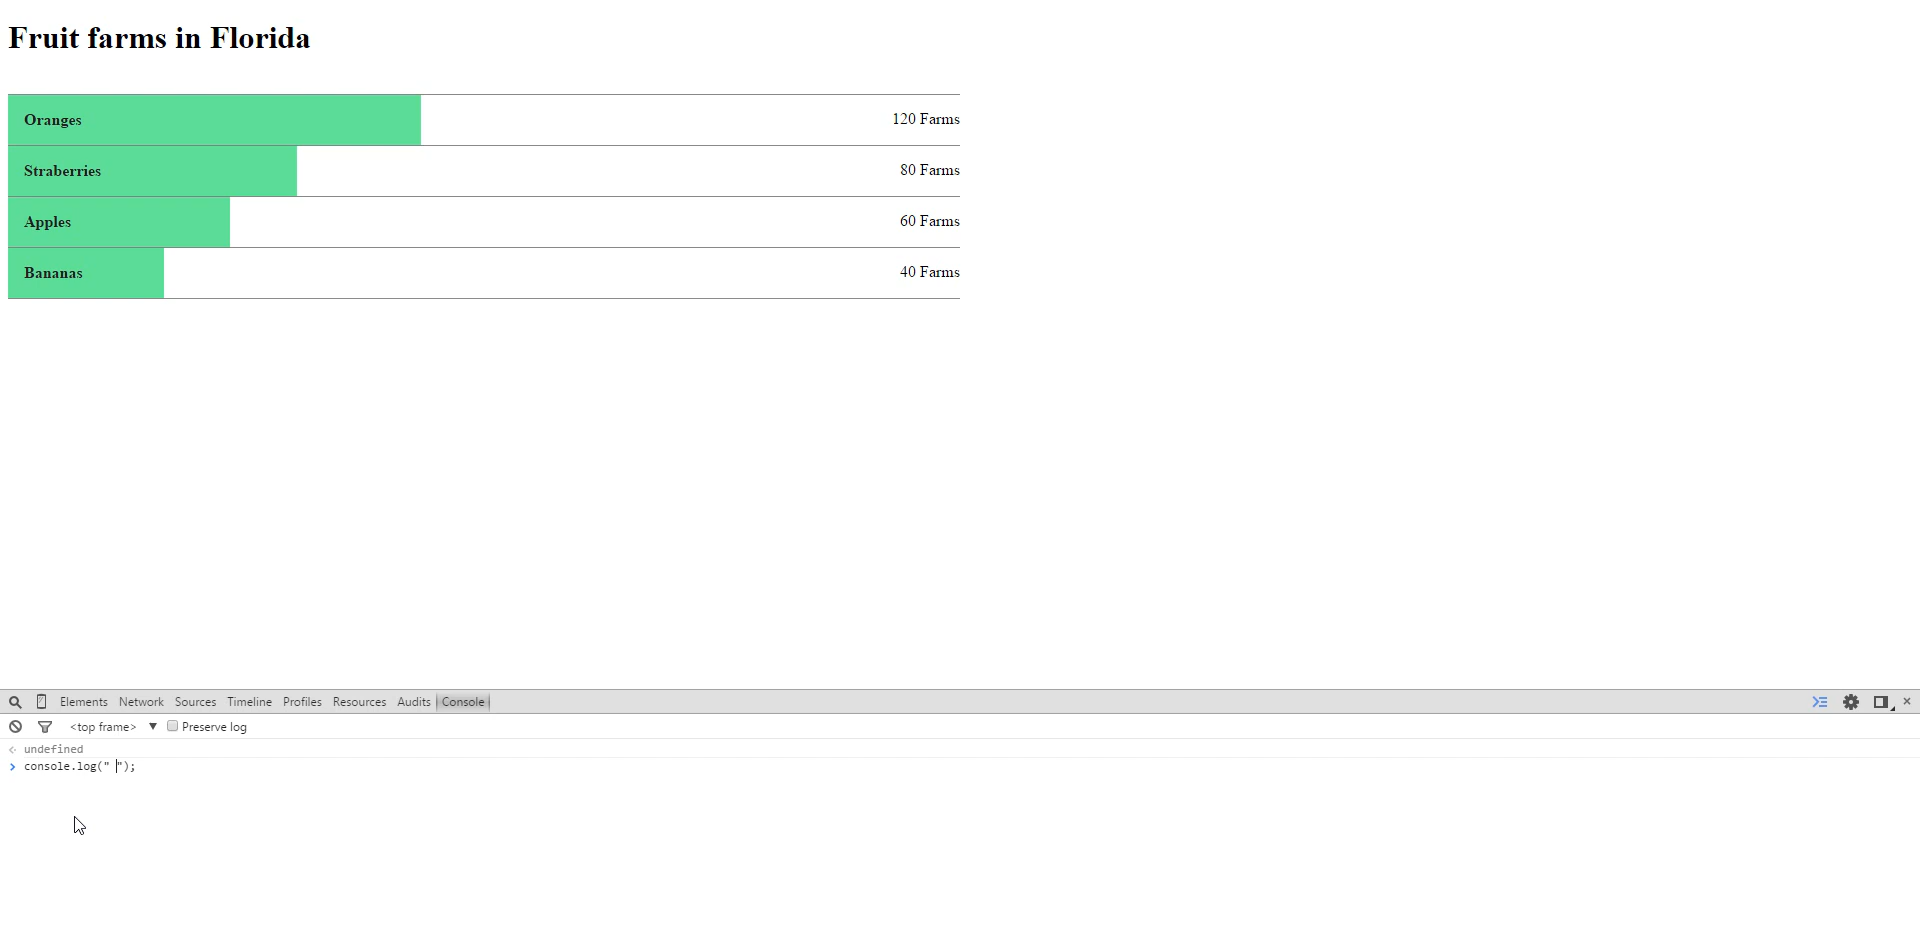 Fruit farms in Florida
Oranges 120 Farms
Straberries 80 Farms
Apples 60 Farms
Bananas 40 Farms
Elements Network Sources Timeline Profiles Resources Audits Console
<top frame> ▼ Preserve log
undefined
console.log(" ");